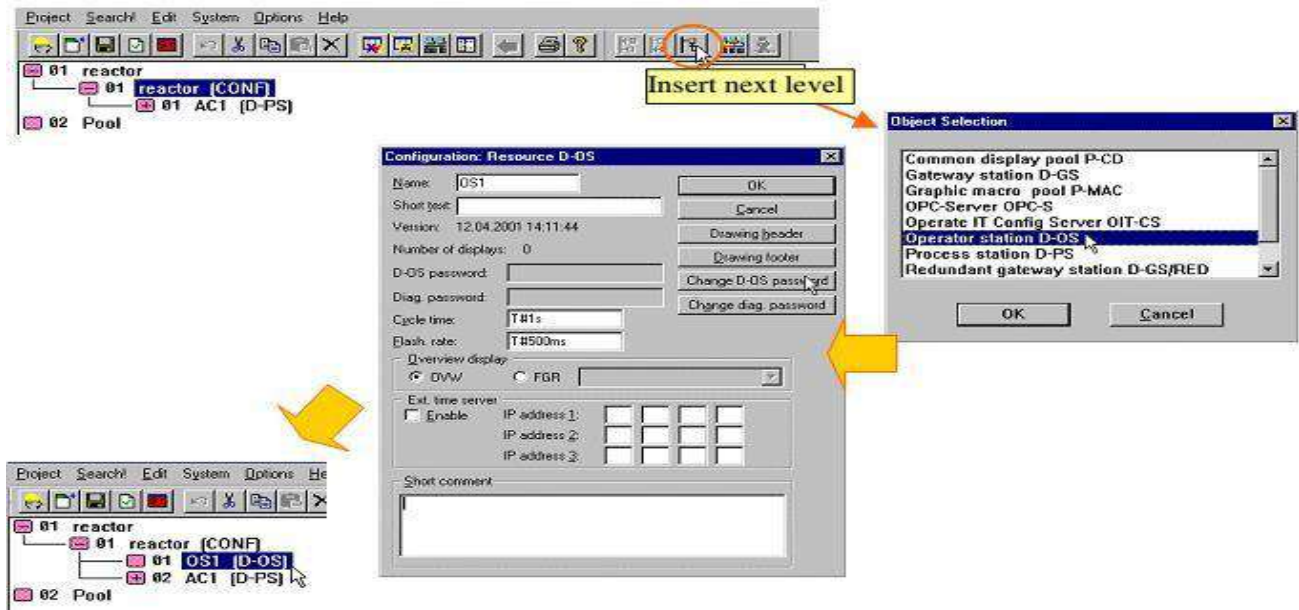 Project Search! Edit System Options Help
01 reactor
01 reactor (CONF)
01 AC1 (D-PS)
02 Pool
Insert next level
Object Selection
Common display pool P-CD
Gateway station D-GS
Graphic macro pool P-MAC
OPC-Server OPC-S
Operate IT Config Server OIT-CS
Operator station D-OS
Process station D-PS
Redundant gateway station D-GS/RED
OK Cancel
Configuration: Resource D-OS
Name: OS1
Short text:
Version: 12.04.2001 14:11:44
Number of displays: 0
D-OS password:
Diag. password:
Cycle time: T#1s
Flash. rate: T#500ms
OK
Cancel
Drawing header
Drawing footer
Change D-OS password
Change diag. password
Overview display
OVW FGR
Ext. time server
Enable IP address 1:
IP address 2:
IP address 3:
Short comment
Project Search! Edit System Options He
01 reactor
01 reactor (CONF)
01 OS1 (D-OS)
02 AC1 (D-PS)
02 Pool